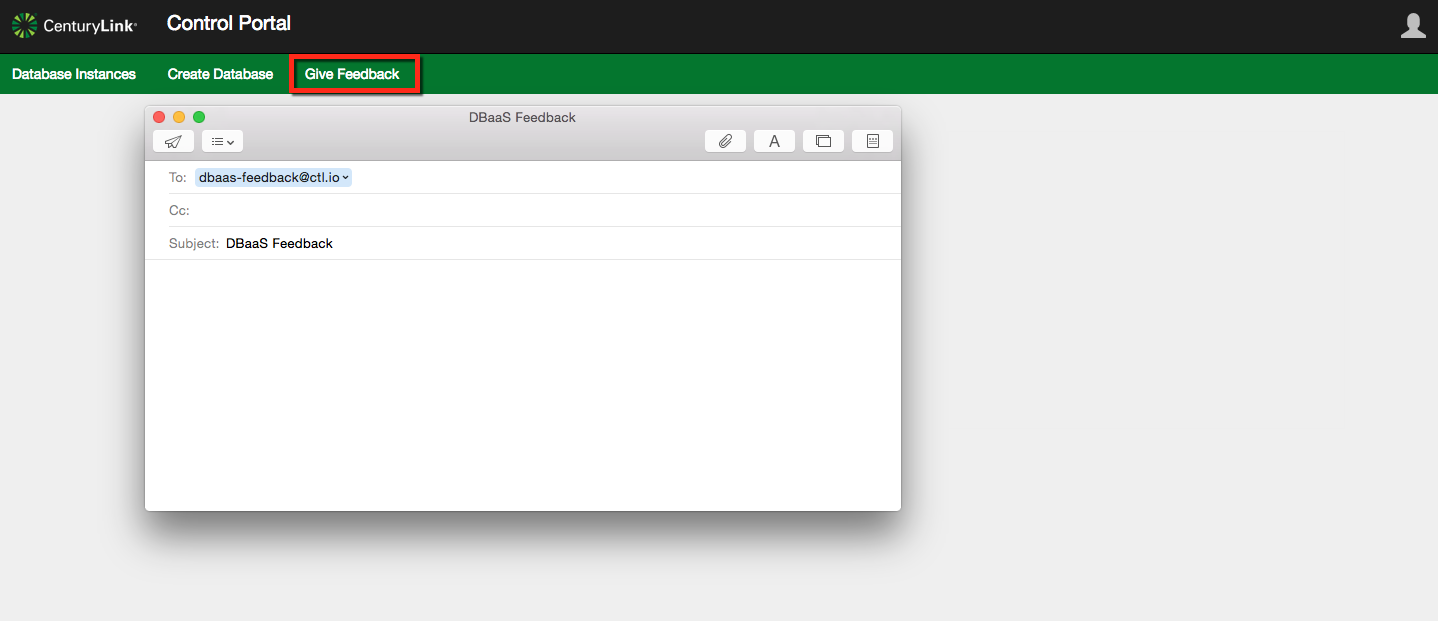 CenturyLink® Control Portal
Database Instances Create Database Give Feedback
DBaaS Feedback
A
To: dbaas-feedback@ctl.io
Cc:
Subject: DBaaS Feedback